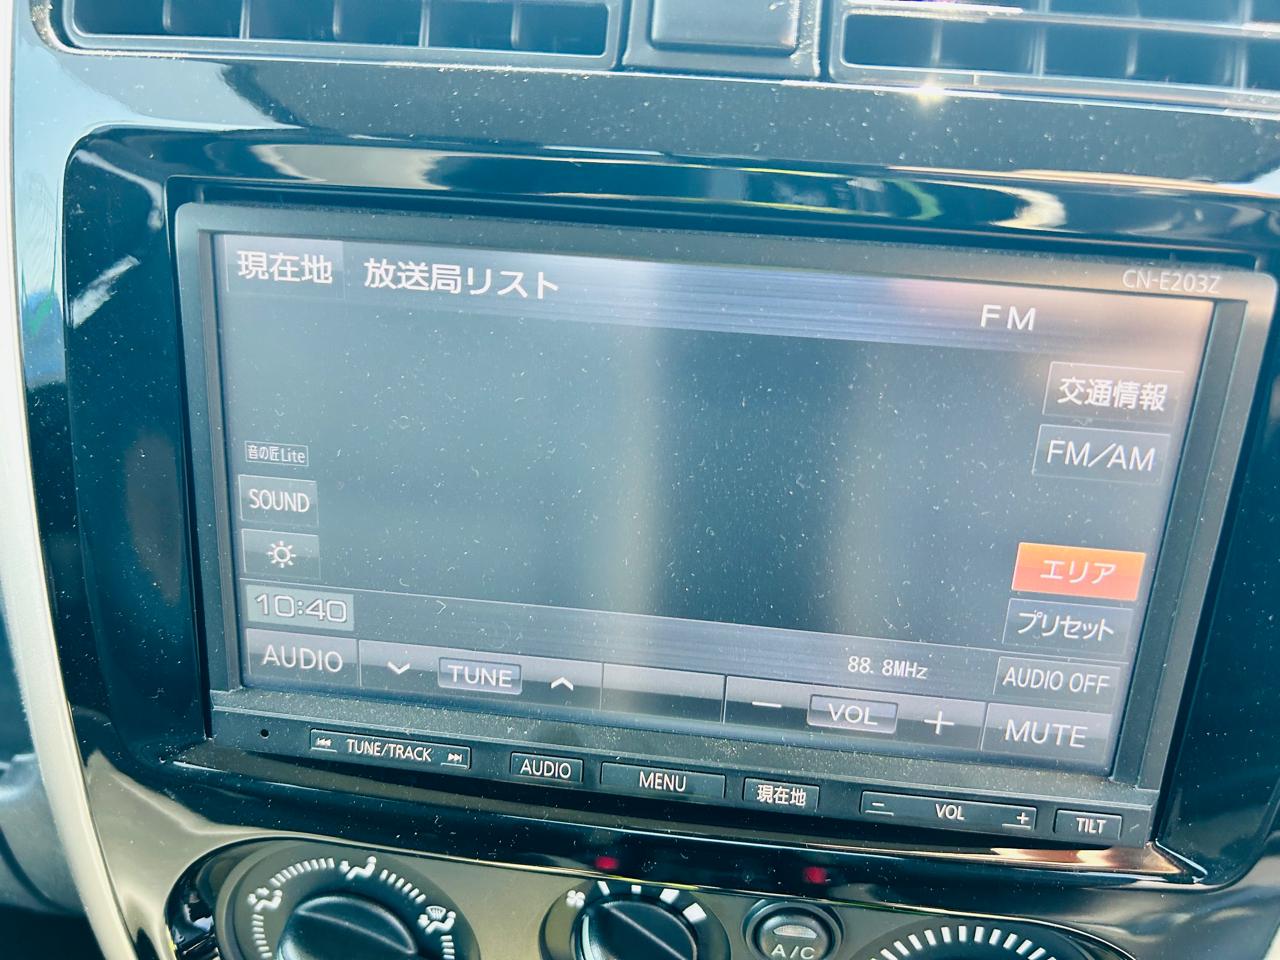 CN-E203Z
現在地 放送局リスト
FM
交通情報
FM/AM
音の匠Lite
SOUND
エリア
10:40
プリセット
88.8MHz
AUDIO OFF
AUDIO TUNE − VOL + MUTE
TUNE/TRACK AUDIO MENU 現在地 − VOL + TILT
A/C